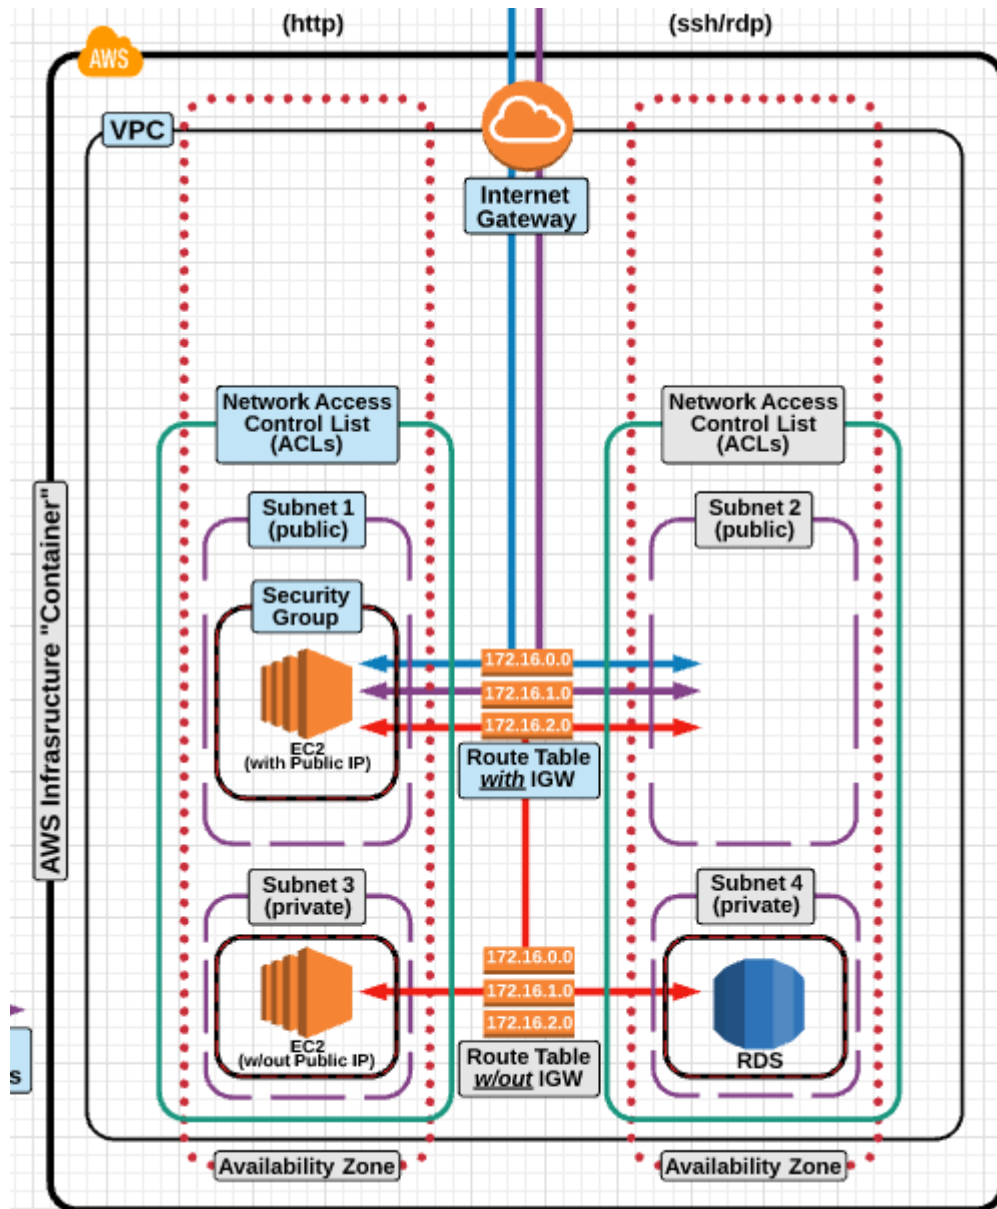 (http)
(ssh/rdp)
AWS
VPC
Internet
Gateway
Network Access
Control List
(ACLs)
Network Access
Control List
(ACLs)
AWS Infrasructure "Container"
Subnet 1
(public)
Subnet 2
(public)
Security
Group
172.16.0.0
172.16.1.0
172.16.2.0
EC2
(with Public IP)
Route Table
with IGW
Subnet 3
(private)
Subnet 4
(private)
172.16.0.0
172.16.1.0
172.16.2.0
EC2
(w/out Public IP)
Route Table
w/out IGW
RDS
s
Availability Zone
Availability Zone